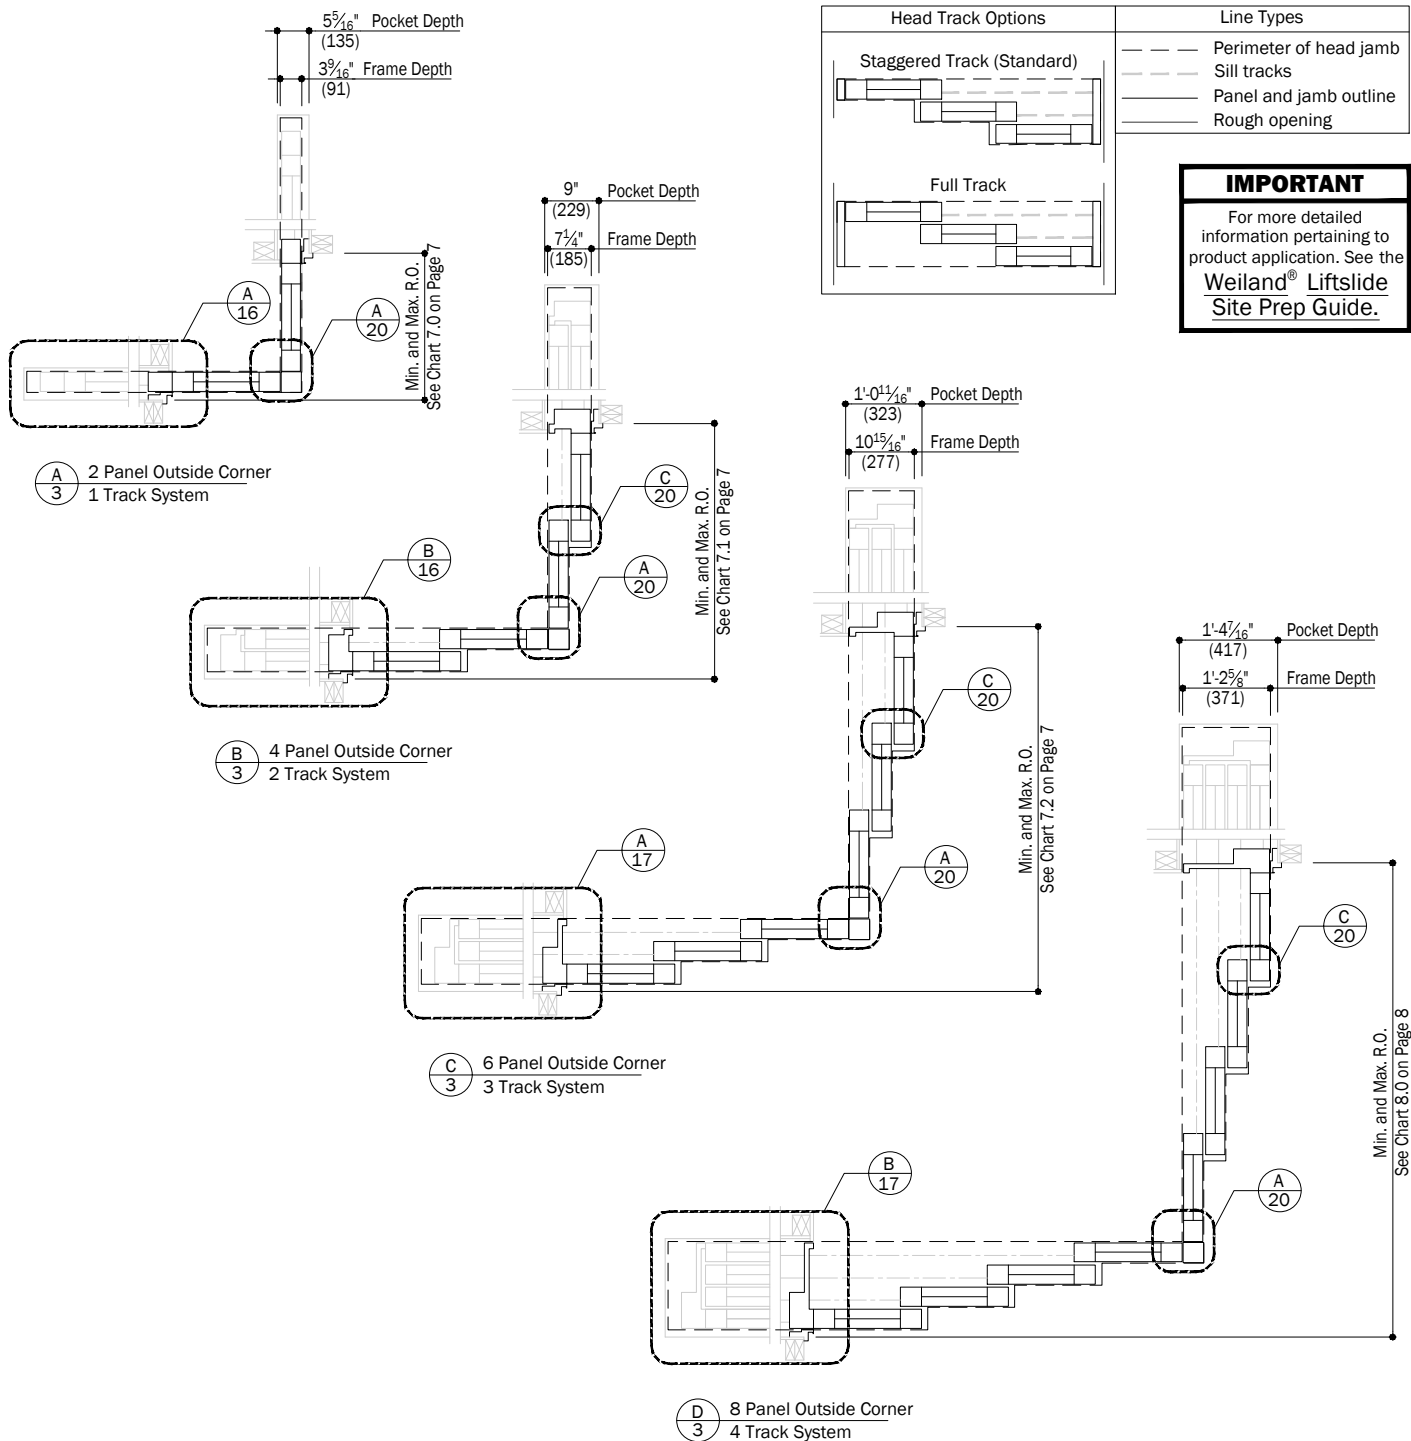 5 5/16" Pocket Depth
(135)
3 9/16" Frame Depth
(91)
Head Track Options
Staggered Track (Standard)
Full Track
Line Types
Perimeter of head jamb
Sill tracks
Panel and jamb outline
Rough opening
IMPORTANT
For more detailed
information pertaining to
product application. See the
Weiland® Liftslide
Site Prep Guide.
A
16
A
20
Min. and Max. R.O.
See Chart 7.0 on Page 7
A
3
2 Panel Outside Corner
1 Track System
9" Pocket Depth
(229)
7 1/4" Frame Depth
(185)
C
20
B
16
A
20
Min. and Max. R.O.
See Chart 7.1 on Page 7
B
3
4 Panel Outside Corner
2 Track System
1'-0 11/16" Pocket Depth
(323)
10 15/16" Frame Depth
(277)
C
20
A
17
A
20
Min. and Max. R.O.
See Chart 7.2 on Page 7
C
3
6 Panel Outside Corner
3 Track System
1'-4 7/16" Pocket Depth
(417)
1'-2 5/8" Frame Depth
(371)
C
20
B
17
A
20
Min. and Max. R.O.
See Chart 8.0 on Page 8
D
3
8 Panel Outside Corner
4 Track System